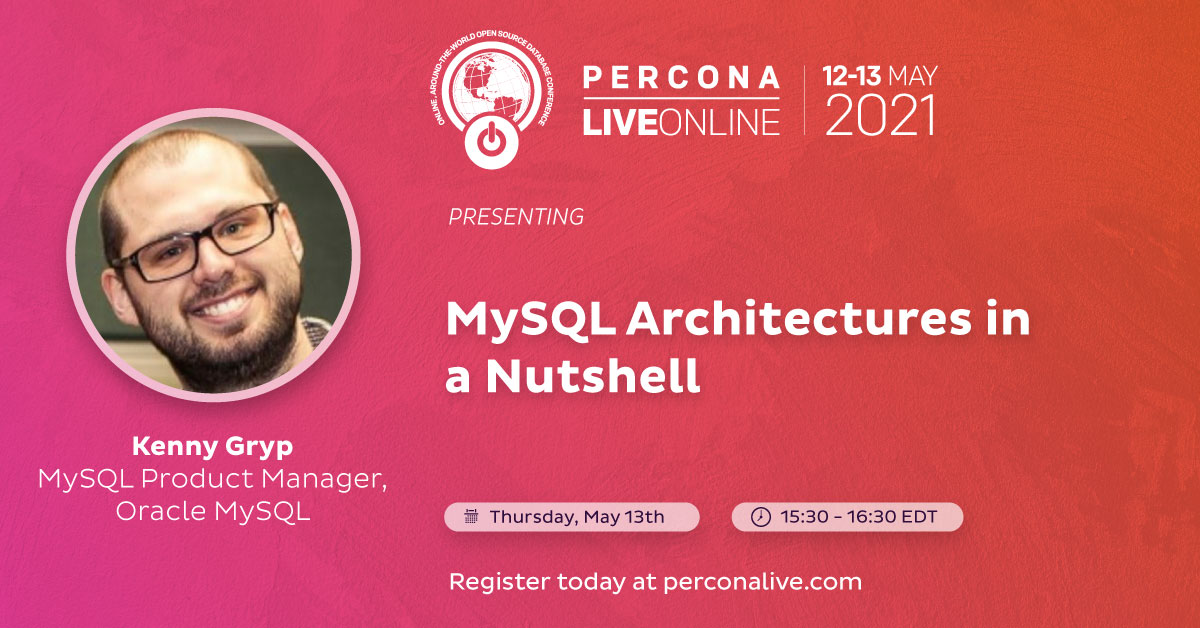 ONLINE, AROUND-THE-WORLD OPEN SOURCE DATABASE CONFERENCE
PERCONA
LIVEONLINE
12-13 MAY
2021
PRESENTING
MySQL Architectures in
a Nutshell
Kenny Gryp
MySQL Product Manager,
Oracle MySQL
Thursday, May 13th
15:30 - 16:30 EDT
Register today at perconalive.com